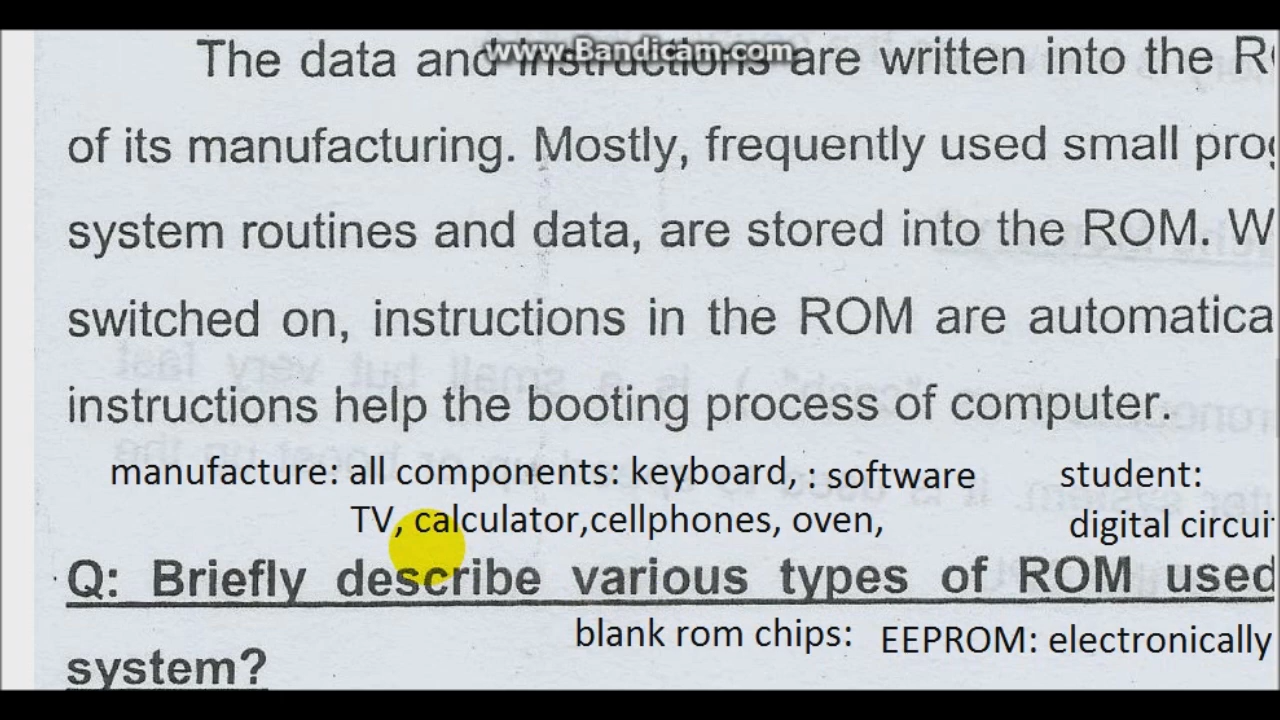 www.Bandicam.com
The data and instructions are written into the
of its manufacturing. Mostly, frequently used small
system routines and data, are stored into the ROM.
switched on, instructions in the ROM are
instructions help the booting process of computer.
manufacture: all components: keyboard, : software student:
TV, calculator,cellphones, oven, digital
Q: Briefly describe various types of ROM used
blank rom chips: EEPROM: electronically
system?